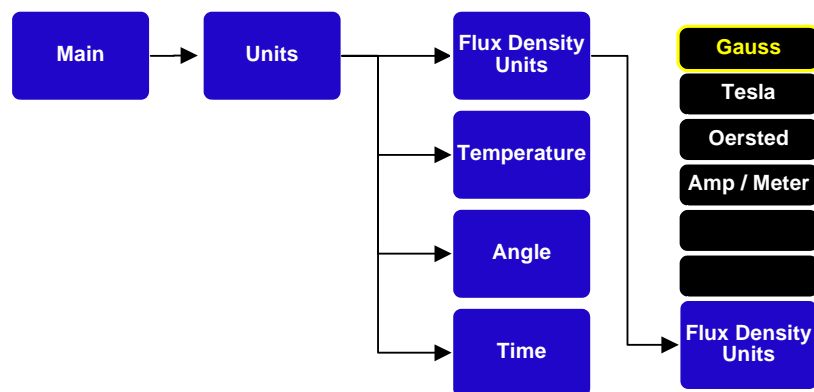 Main
Units
Flux Density
Units
Temperature
Angle
Time
Gauss
Tesla
Oersted
Amp / Meter
Flux Density
Units